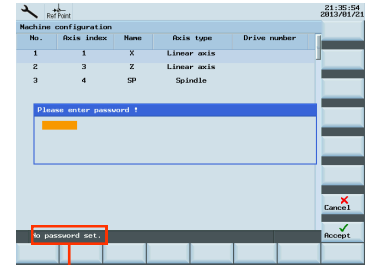 Ref Point
21:35:54
2013/01/21
Machine configuration
No. Axis index Name Axis type Drive number
1 1 X Linear axis
2 3 Z Linear axis
3 4 SP Spindle
Please enter password !
Cancel
No password set.
Accept